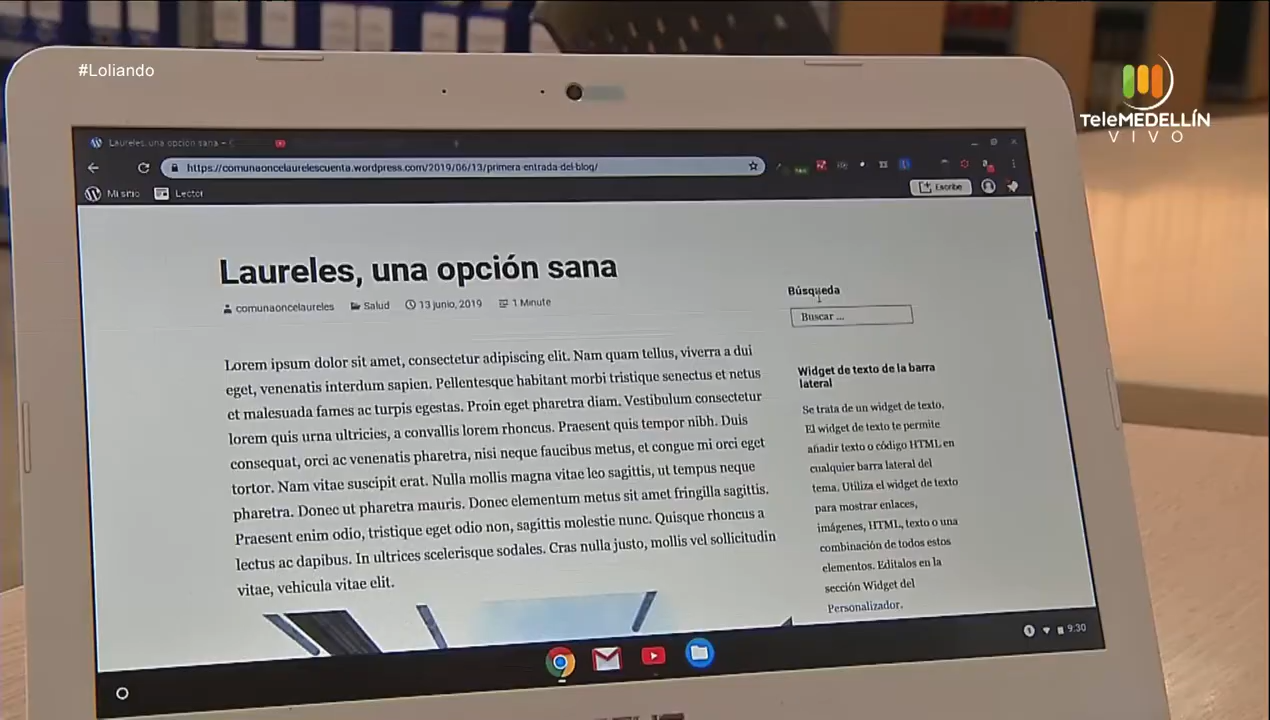 #Loliando
TeleMEDELLÍN
VIVO
Laureles, una opción sana -
https://comunaoncelaurelescuenta.wordpress.com/2019/06/13/primera-entrada-del-blog/
Mi sitio
Lector
Escribe
Laureles, una opción sana
comunaoncelaureles Salud 13 junio, 2019 1 Minute
Lorem ipsum dolor sit amet, consectetur adipiscing elit. Nam quam tellus, viverra a dui
eget, venenatis interdum sapien. Pellentesque habitant morbi tristique senectus et netus
et malesuada fames ac turpis egestas. Proin eget pharetra diam. Vestibulum consectetur
lorem quis urna ultricies, a convallis lorem rhoncus. Praesent quis tempor nibh. Duis
consequat, orci ac venenatis pharetra, nisi neque faucibus metus, et congue mi orci eget
tortor. Nam vitae suscipit erat. Nulla mollis magna vitae leo sagittis, ut tempus neque
pharetra. Donec ut pharetra mauris. Donec elementum metus sit amet fringilla sagittis.
Praesent enim odio, tristique eget odio non, sagittis molestie nunc. Quisque rhoncus a
lectus ac dapibus. In ultrices scelerisque sodales. Cras nulla justo, mollis vel sollicitudin
vitae, vehicula vitae elit.
Búsqueda
Buscar ...
Widget de texto de la barra
lateral
Se trata de un widget de texto.
El widget de texto te permite
añadir texto o código HTML en
cualquier barra lateral del
tema. Utiliza el widget de texto
para mostrar enlaces,
imágenes, HTML, texto o una
combinación de todos estos
elementos. Edítalos en la
sección Widget del
Personalizador.
9:30